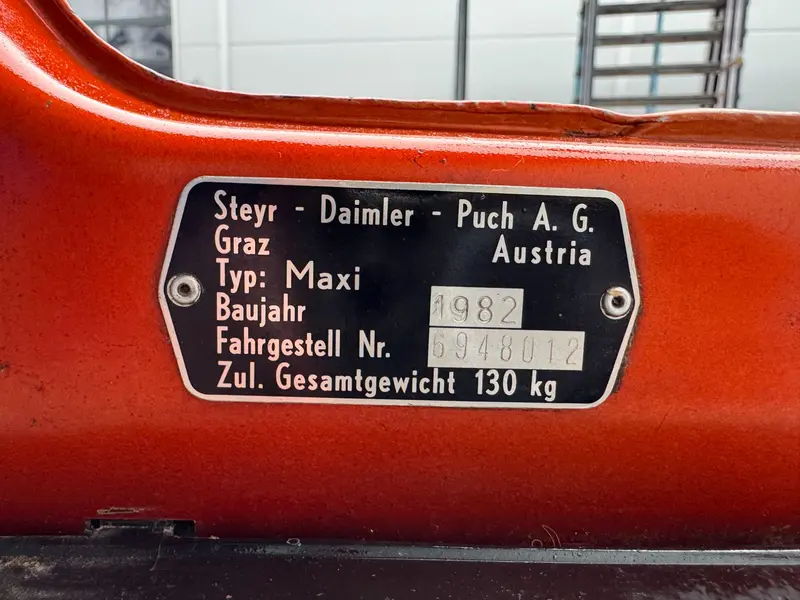 Steyr - Daimler - Puch A. G.
Graz Austria
Typ: Maxi
Baujahr 1982
Fahrgestell Nr. 6948012
Zul. Gesamtgewicht 130 kg